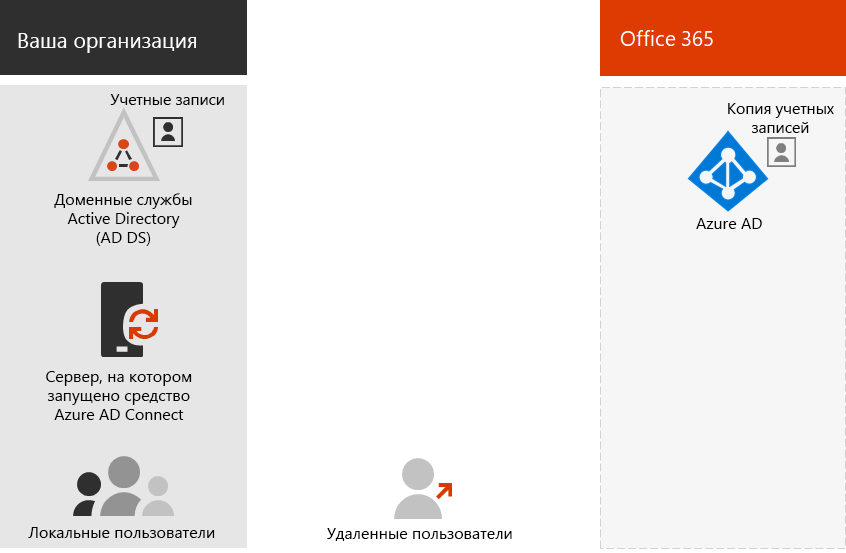 Ваша организация
Учетные записи
Доменные службы
Active Directory
(AD DS)
Сервер, на котором
запущено средство
Azure AD Connect
Локальные пользователи
Удаленные пользователи
Office 365
Копия учетных
записей
Azure AD